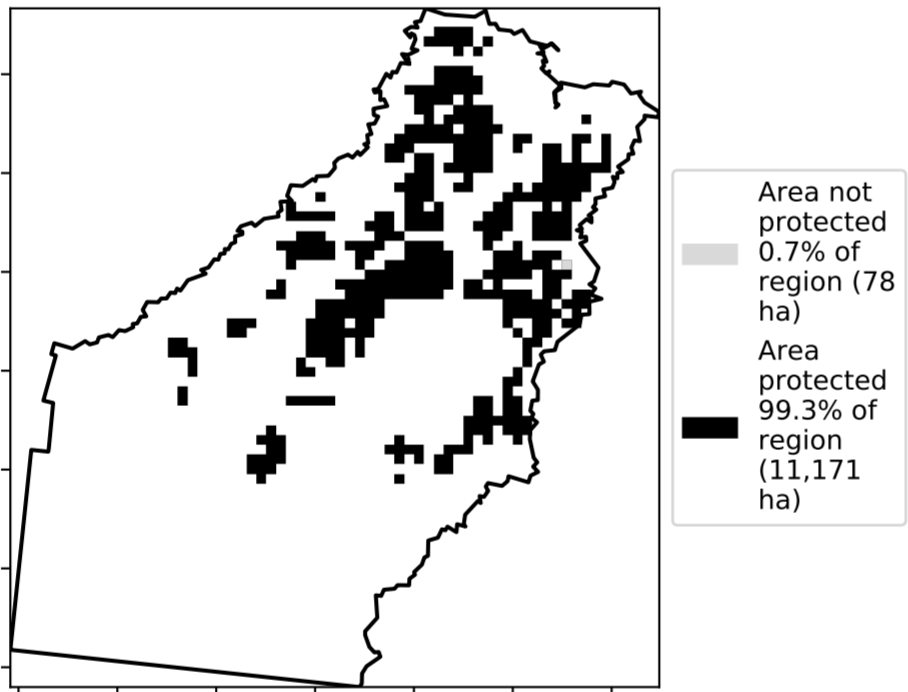 Area not
protected
0.7% of
region (78
ha)
Area
protected
99.3% of
region
(11,171
ha)